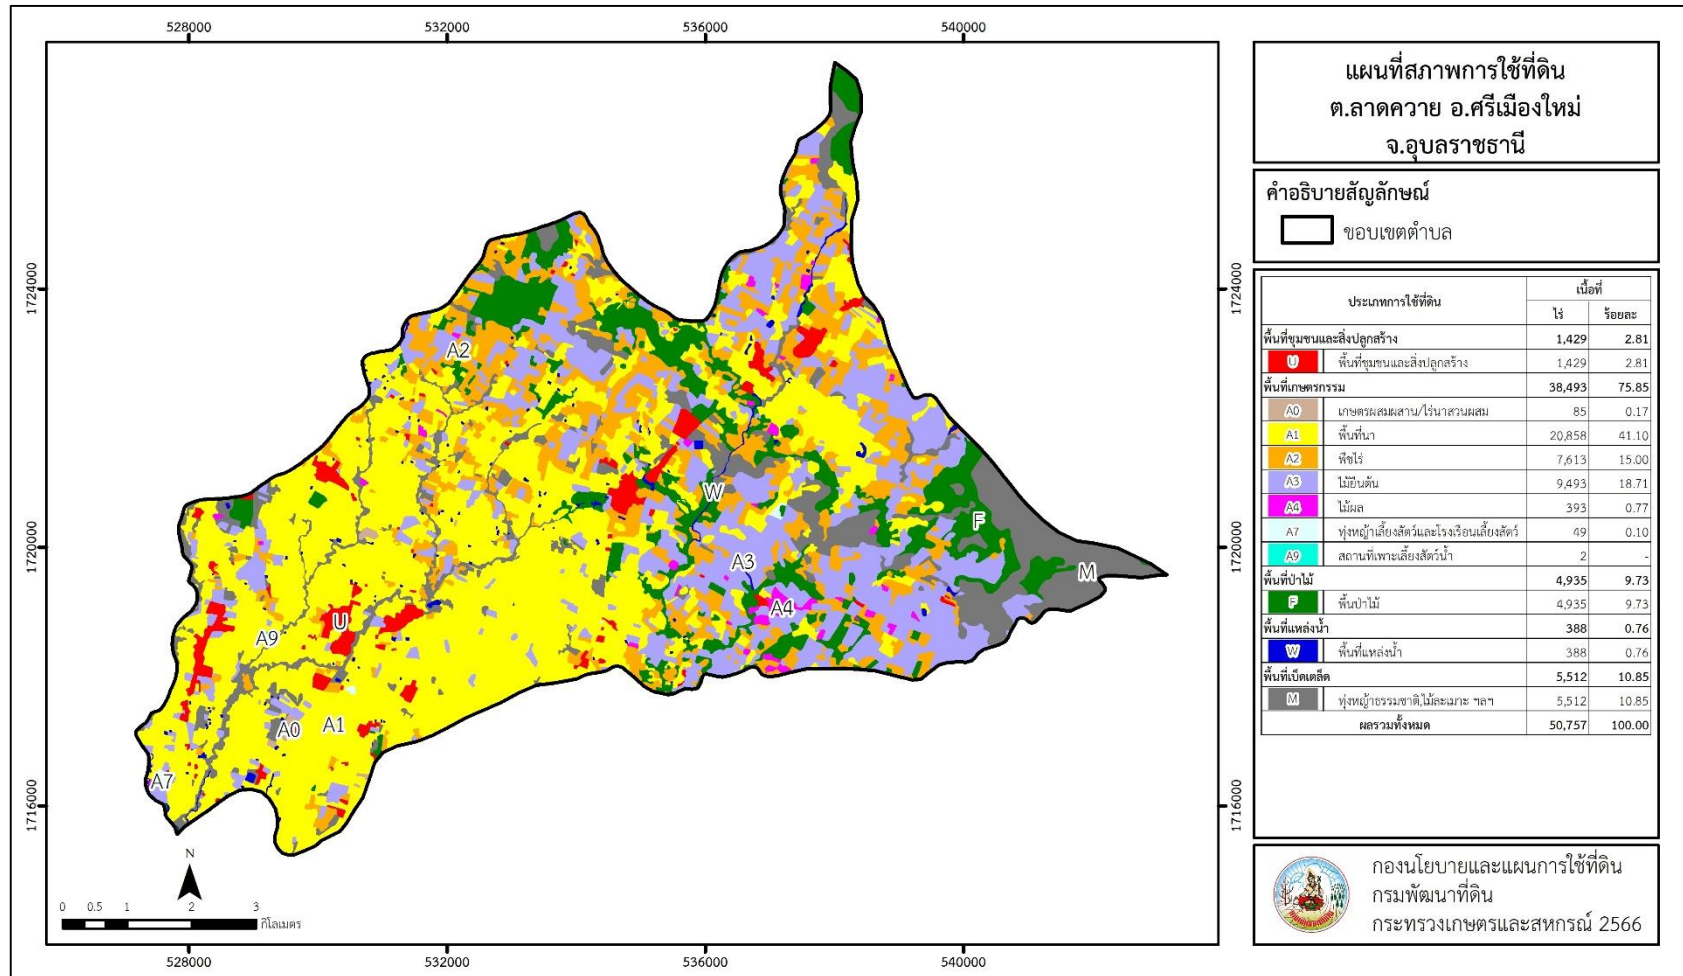 528000 532000 536000 540000
1724000 1720000 1716000
1724000 1720000 1716000
A2
W
F
A3
M
A4
U
A9
A0
A1
A7
N
0 0.5 1 2 3
กิโลเมตร
528000 532000 536000 540000
แผนที่สภาพการใช้ที่ดิน
ต.ลาดควาย อ.ศรีเมืองใหม่
จ.อุบลราชธานี
คำอธิบายสัญลักษณ์
ขอบเขตตำบล
ประเภทการใช้ที่ดิน เนื้อที่
ไร่ ร้อยละ
พื้นที่ชุมชนและสิ่งปลูกสร้าง 1,429 2.81
U พื้นที่ชุมชนและสิ่งปลูกสร้าง 1,429 2.81
พื้นที่เกษตรกรรม 38,493 75.85
A0 เกษตรผสมผสาน/ไร่นาสวนผสม 85 0.17
A1 พื้นที่นา 20,858 41.10
A2 พืชไร่ 7,613 15.00
A3 ไม้ยืนต้น 9,493 18.71
A4 ไม้ผล 393 0.77
A7 ทุ่งหญ้าเลี้ยงสัตว์และโรงเรือนเลี้ยงสัตว์ 49 0.10
A9 สถานที่เพาะเลี้ยงสัตว์น้ำ 2 -
พื้นที่ป่าไม้ 4,935 9.73
F พื้นป่าไม้ 4,935 9.73
พื้นที่แหล่งน้ำ 388 0.76
W พื้นที่แหล่งน้ำ 388 0.76
พื้นที่เบ็ดเตล็ด 5,512 10.85
M ทุ่งหญ้าธรรมชาติ,ไม้ละเมาะ ฯลฯ 5,512 10.85
ผลรวมทั้งหมด 50,757 100.00
กองนโยบายและแผนการใช้ที่ดิน
กรมพัฒนาที่ดิน
กระทรวงเกษตรและสหกรณ์ 2566